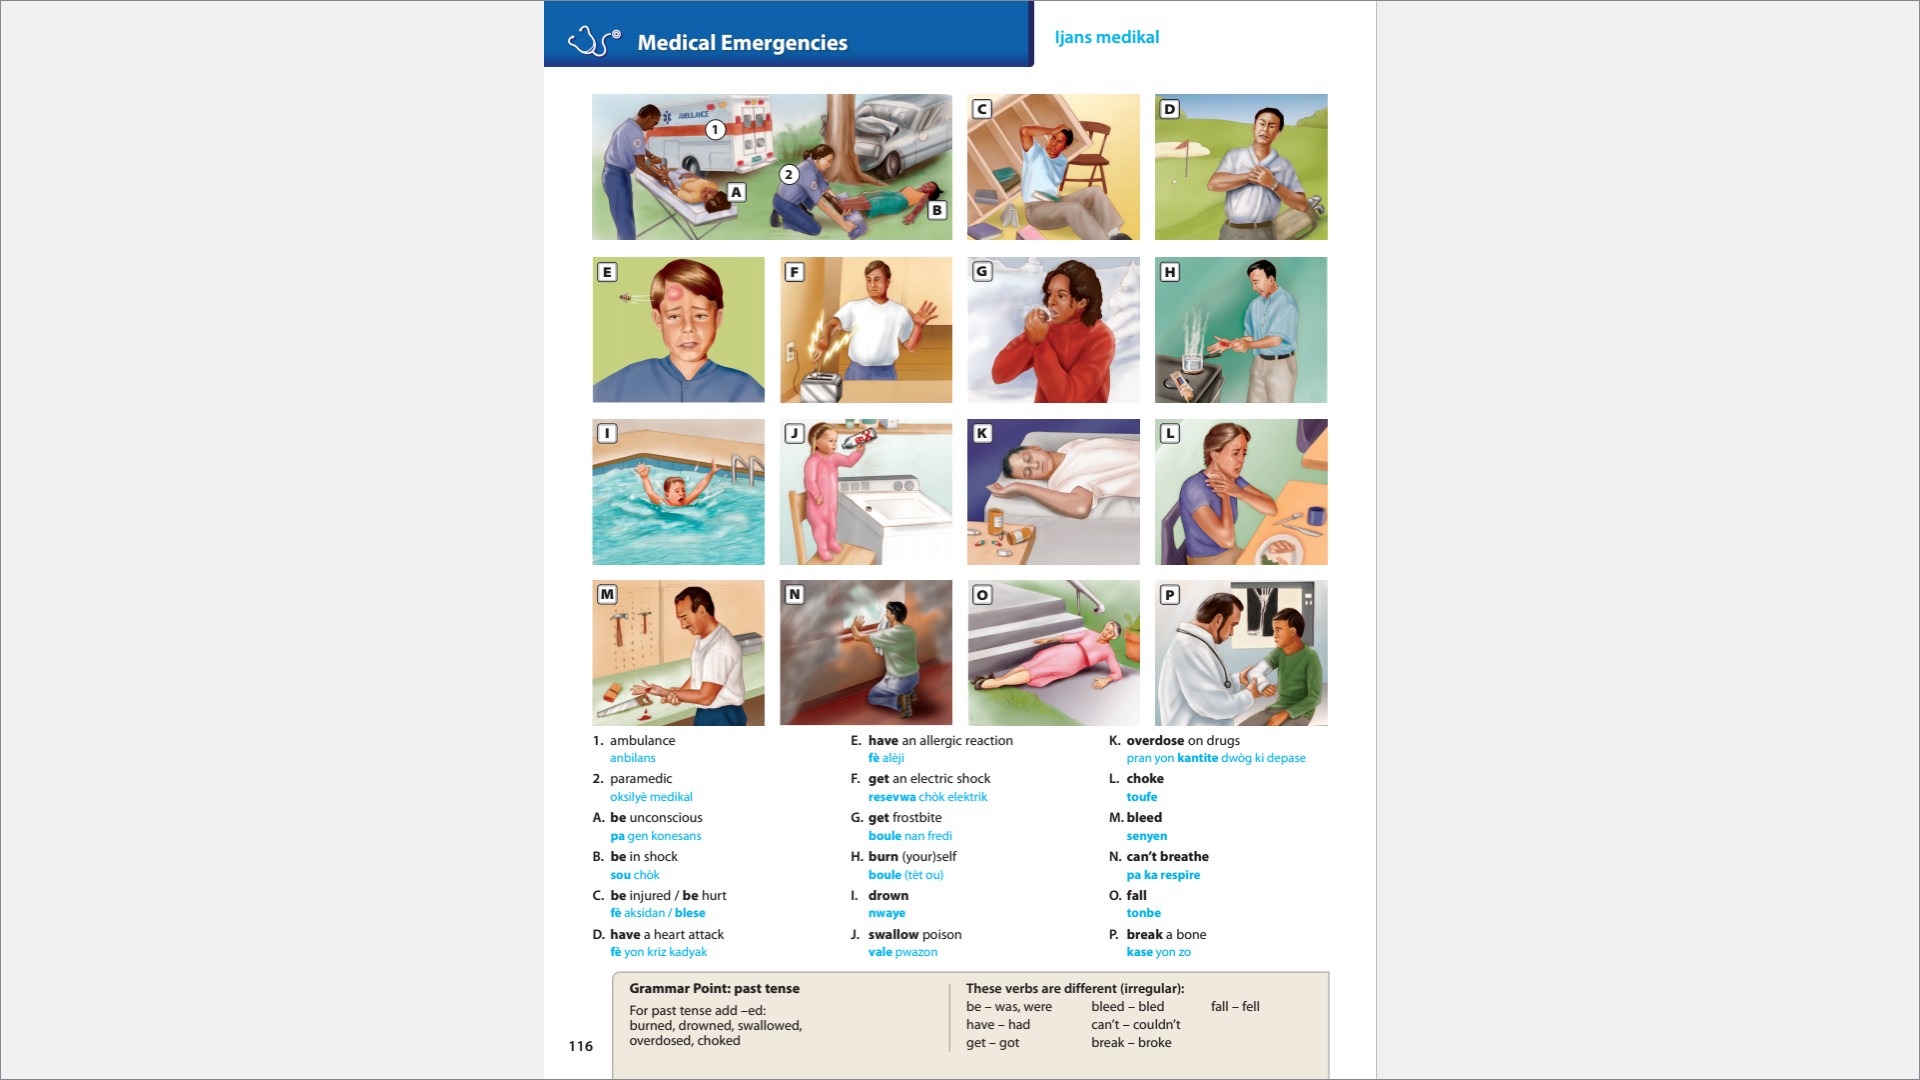 Medical Emergencies
Ijans medikal
AMBULANCE
1
2
A
B
C
D
E
F
G
H
I
J
K
L
M
N
O
P
1. ambulance
anbilans
2. paramedic
oksilyè medikal
A. be unconscious
pa gen konesans
B. be in shock
sou chòk
C. be injured / be hurt
fè aksidan / blese
D. have a heart attack
fè yon kriz kadyak
E. have an allergic reaction
fè alèji
F. get an electric shock
resevwa chòk elektrik
G. get frostbite
boule nan fredi
H. burn (your)self
boule (tèt ou)
I. drown
nwaye
J. swallow poison
vale pwazon
K. overdose on drugs
pran yon kantite dwòg ki depase
L. choke
toufe
M. bleed
senyen
N. can’t breathe
pa ka respire
O. fall
tonbe
P. break a bone
kase yon zo
Grammar Point: past tense
For past tense add –ed:
burned, drowned, swallowed,
overdosed, choked
These verbs are different (irregular):
be – was, were bleed – bled fall – fell
have – had can’t – couldn’t
get – got break – broke
116